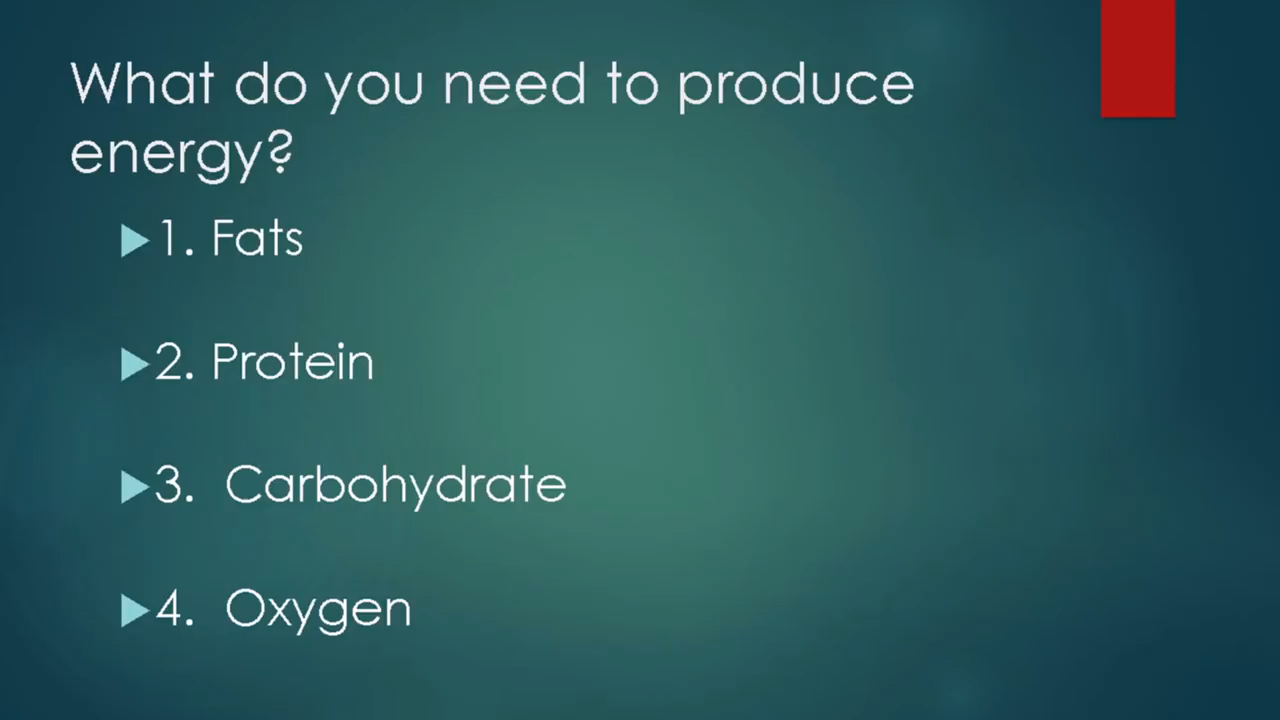 What do you need to produce
energy?
1. Fats
2. Protein
3. Carbohydrate
4. Oxygen